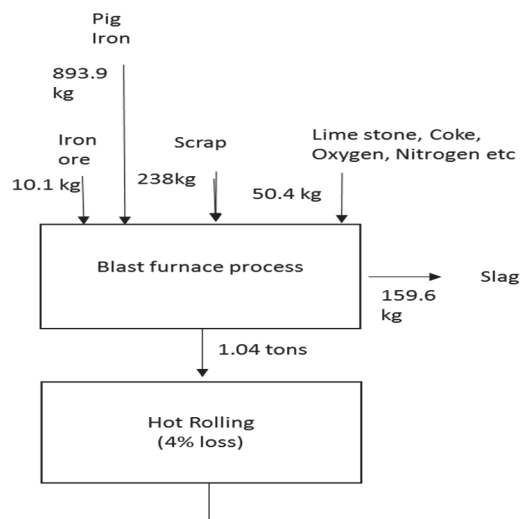 Pig
Iron
893.9
kg
Iron
ore
10.1 kg
Scrap
238kg
Lime stone, Coke,
Oxygen, Nitrogen etc
50.4 kg
Blast furnace process
Slag
159.6
kg
1.04 tons
Hot Rolling
(4% loss)